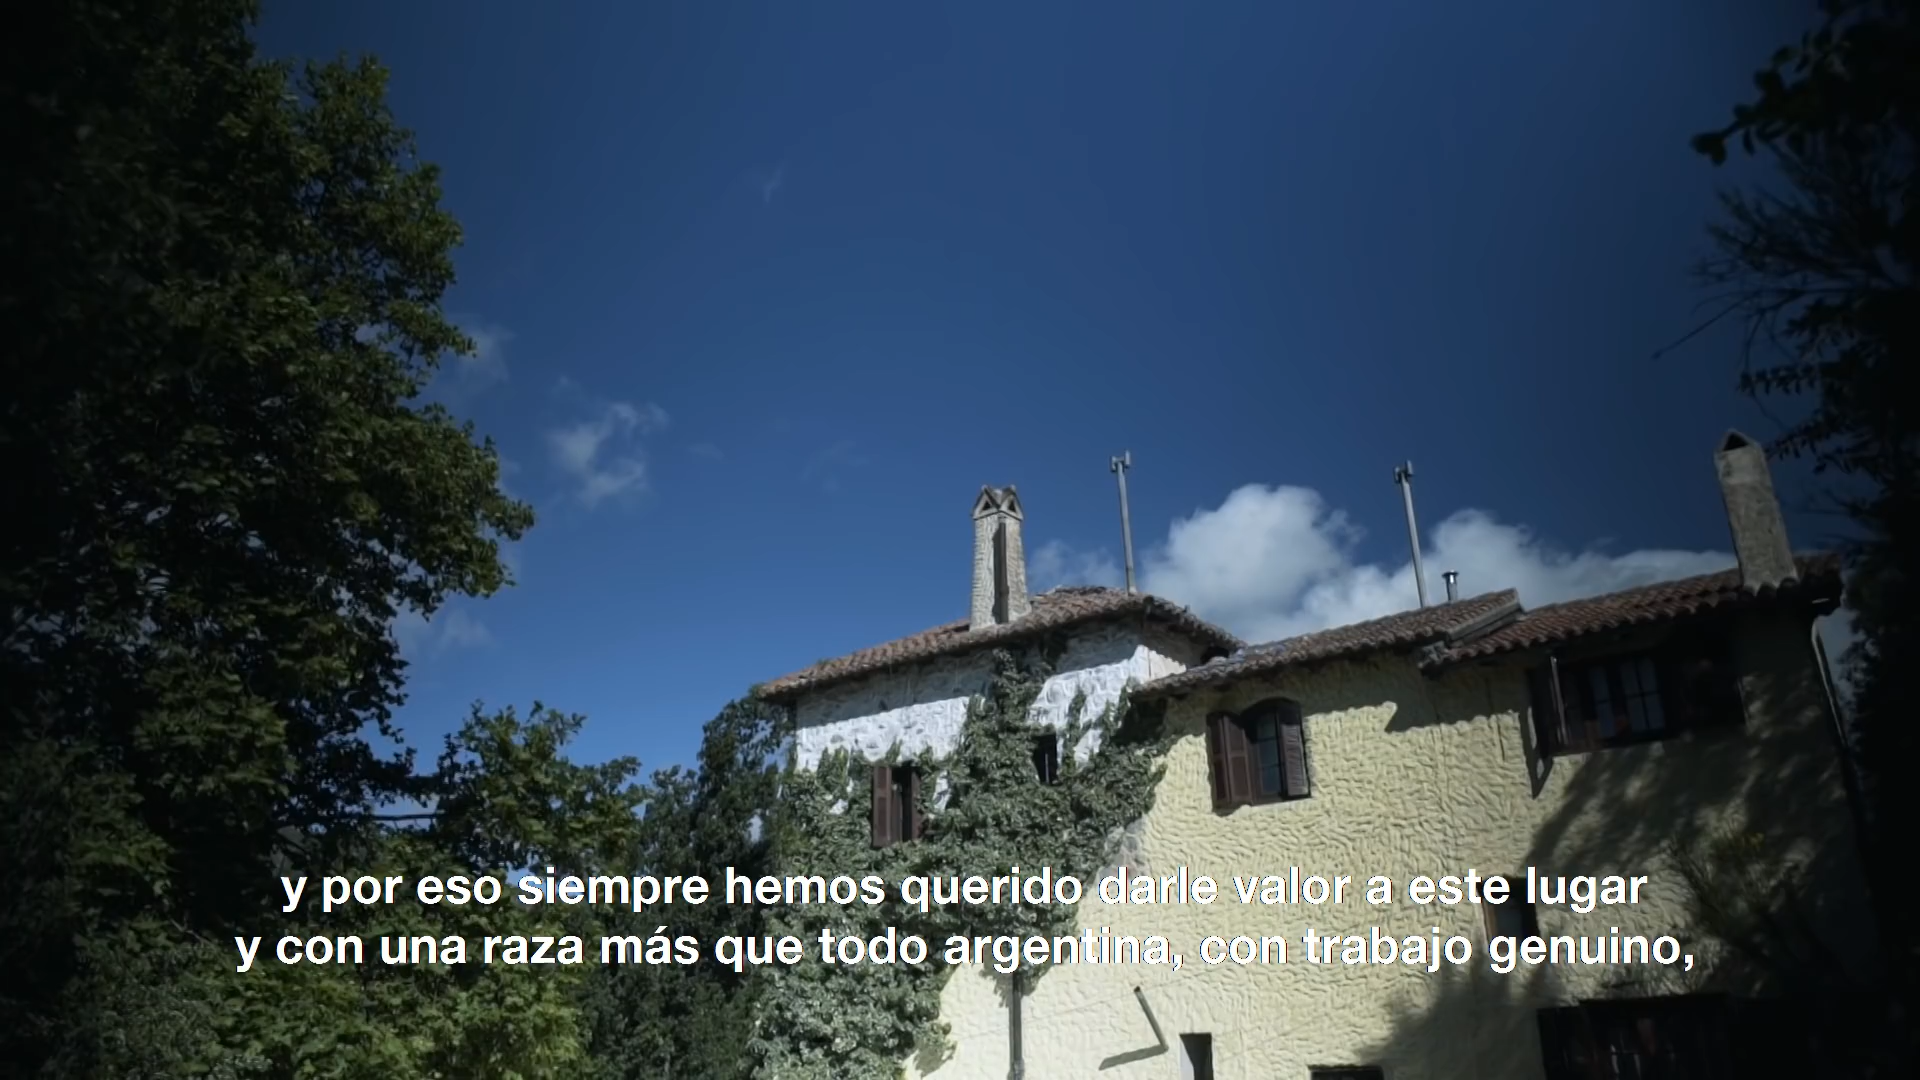 y por eso siempre hemos querido darle valor a este lugar
y con una raza más que todo argentina, con trabajo genuino,